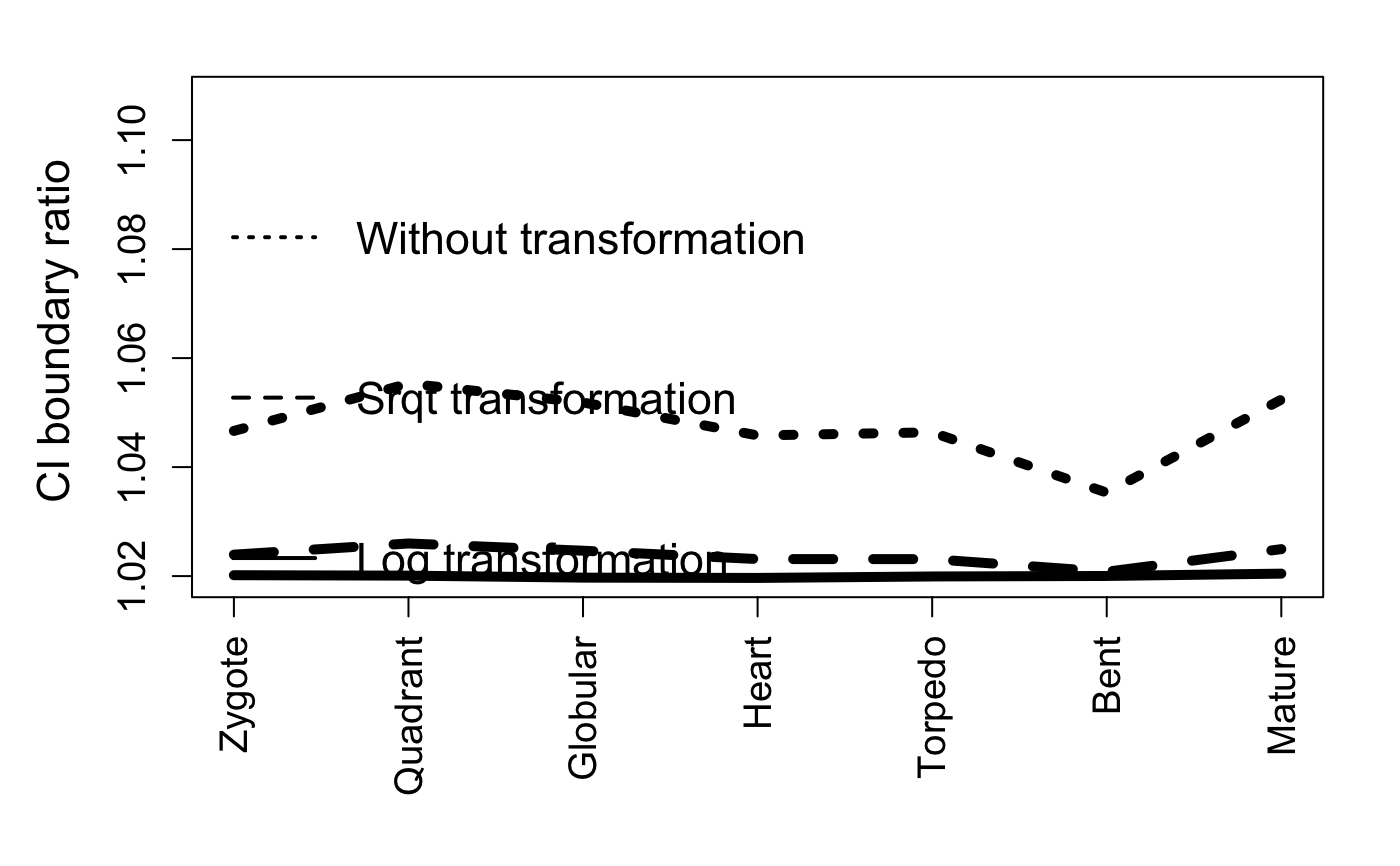 CI boundary ratio
1.10
1.08
1.06
1.04
1.02
Without transformation
Srqt transformation
Log transformation
Zygote
Quadrant
Globular
Heart
Torpedo
Bent
Mature